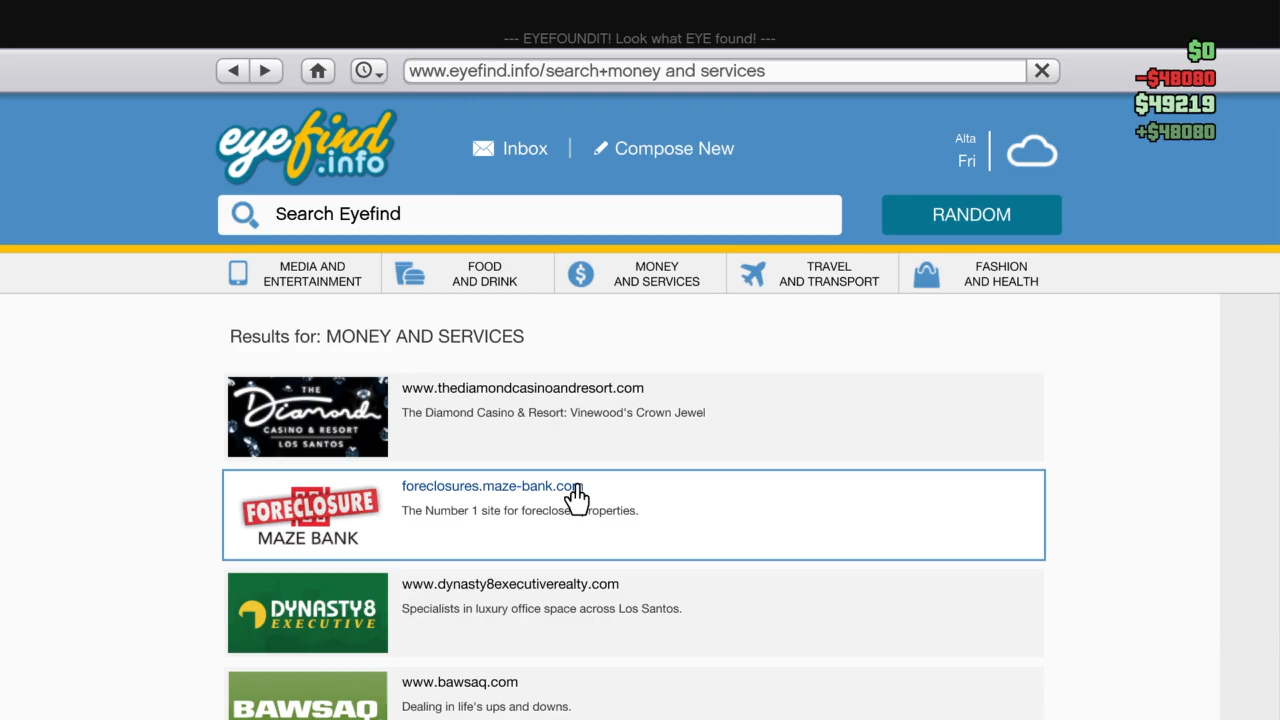 --- EYEFOUNDIT! Look what EYE found! ---
www.eyefind.info/search+money and services
$0
-$48080
$49219
+$48080
eyefind
.info
Inbox
Compose New
Alta
Fri
Search Eyefind
RANDOM
MEDIA AND
ENTERTAINMENT
FOOD
AND DRINK
MONEY
AND SERVICES
TRAVEL
AND TRANSPORT
FASHION
AND HEALTH
Results for: MONEY AND SERVICES
THE
Diamond
CASINO & RESORT
LOS SANTOS
www.thediamondcasinoandresort.com
The Diamond Casino & Resort: Vinewood's Crown Jewel
FORECLOSURE
MAZE BANK
foreclosures.maze-bank.com
The Number 1 site for foreclosed properties.
DYNASTY8
EXECUTIVE
www.dynasty8executiverealty.com
Specialists in luxury office space across Los Santos.
BAWSAQ
www.bawsaq.com
Dealing in life's ups and downs.